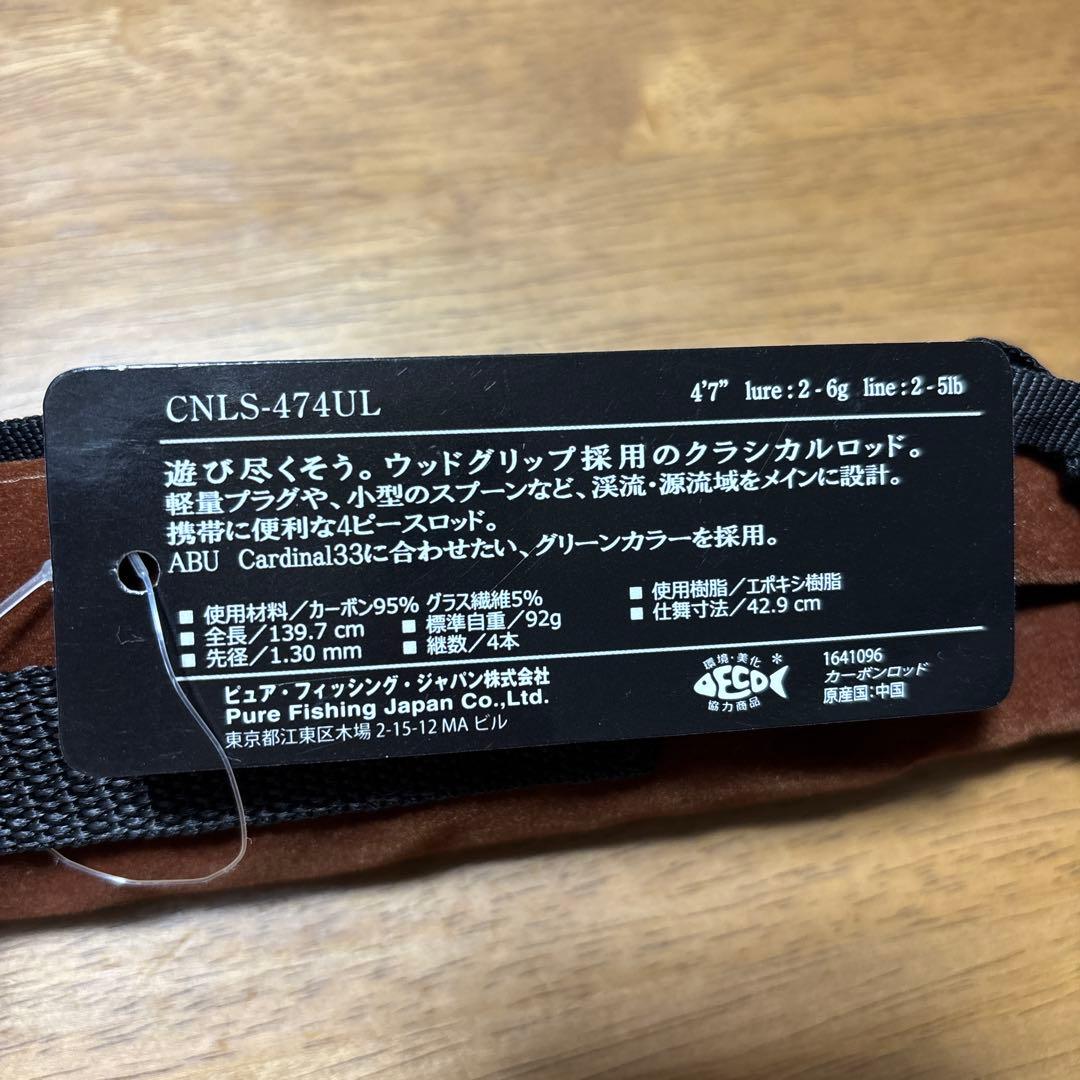 CNLS-474UL 4'7" lure : 2 - 6g line : 2 - 5lb
遊び尽くそう。ウッドグリップ採用のクラシカルロッド。
軽量プラグや、小型のスプーンなど、渓流・源流域をメインに設計。
携帯に便利な4ピースロッド。
ABU Cardinal33に合わせたい、グリーンカラーを採用。
■ 使用材料／カーボン95% グラス繊維5% ■ 使用樹脂／エポキシ樹脂
■ 全長／139.7 cm ■ 標準自重／92g ■ 仕舞寸法／42.9 cm
■ 先径／1.30 mm ■ 継数／4本
ピュア・フィッシング・ジャパン株式会社
Pure Fishing Japan Co.,Ltd.
東京都江東区木場 2-15-12 MA ビル
環境・美化
ECO
協力商品
1641096
カーボンロッド
原産国：中国